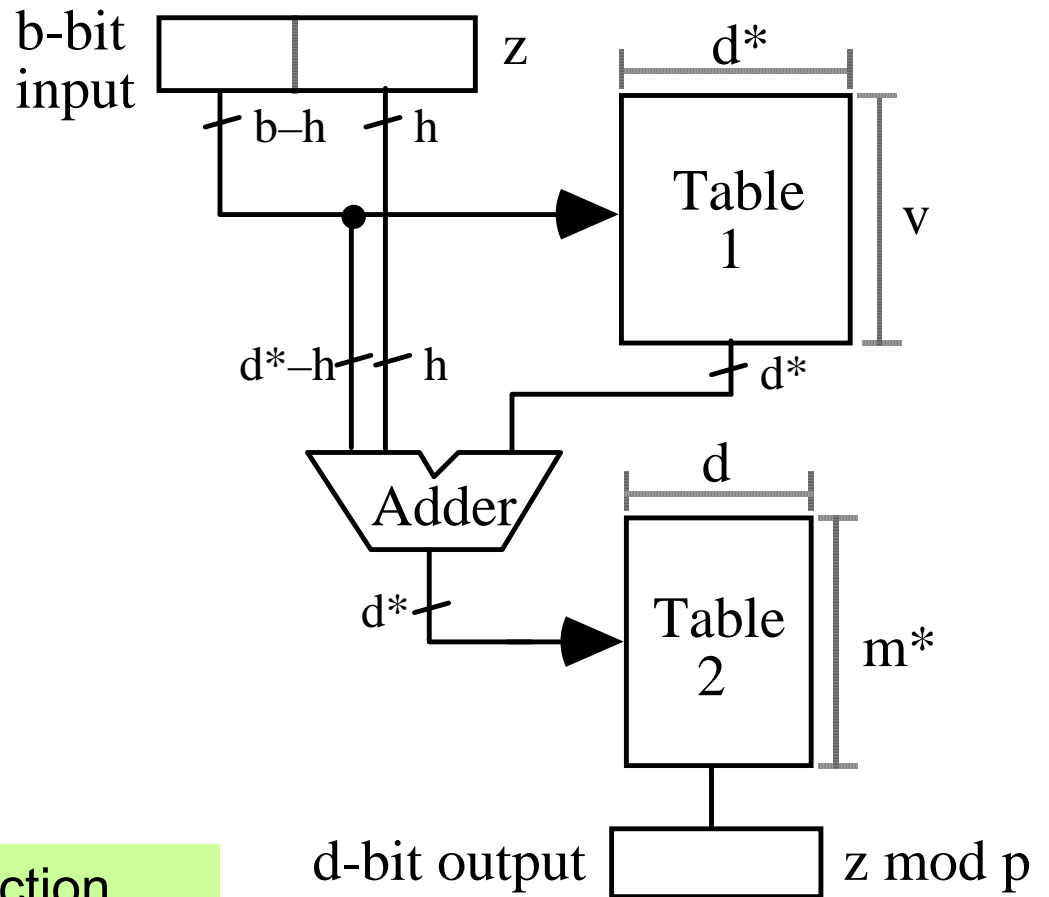 b-bit
input
z
d*
b–h
h
Table
1
v
d*–h
h
d*
Adder
d
d*
Table
2
m*
d-bit output
z mod p